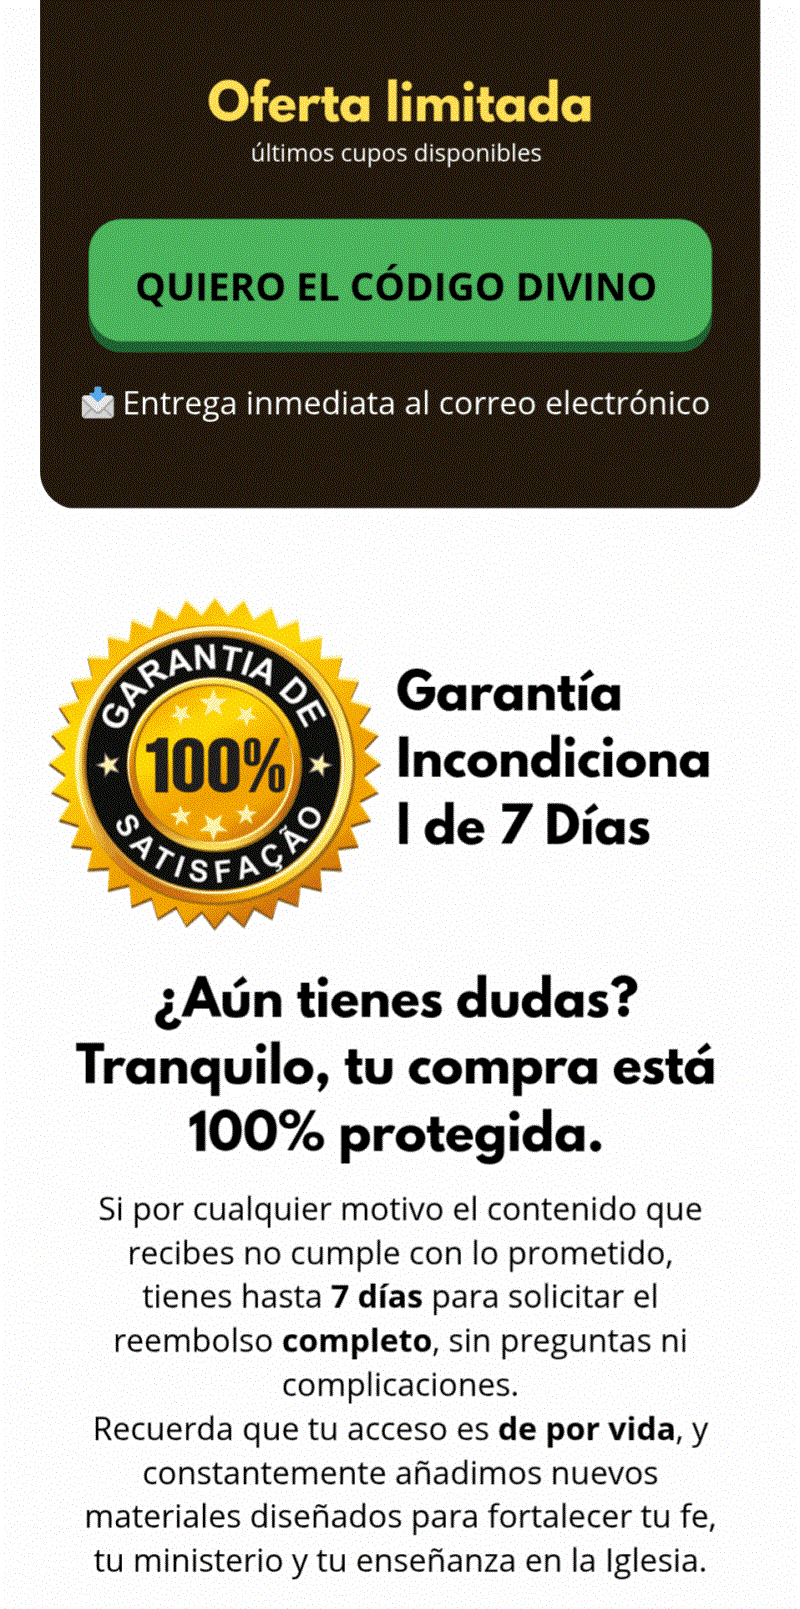 Oferta limitada
últimos cupos disponibles
QUIERO EL CÓDIGO DIVINO
Entrega inmediata al correo electrónico
GARANTIA DE
100%
SATISFAÇÃO
Garantía
Incondiciona
l de 7 Días
¿Aún tienes dudas?
Tranquilo, tu compra está
100% protegida.
Si por cualquier motivo el contenido que
recibes no cumple con lo prometido,
tienes hasta 7 días para solicitar el
reembolso completo, sin preguntas ni
complicaciones.
Recuerda que tu acceso es de por vida, y
constantemente añadimos nuevos
materiales diseñados para fortalecer tu fe,
tu ministerio y tu enseñanza en la Iglesia.